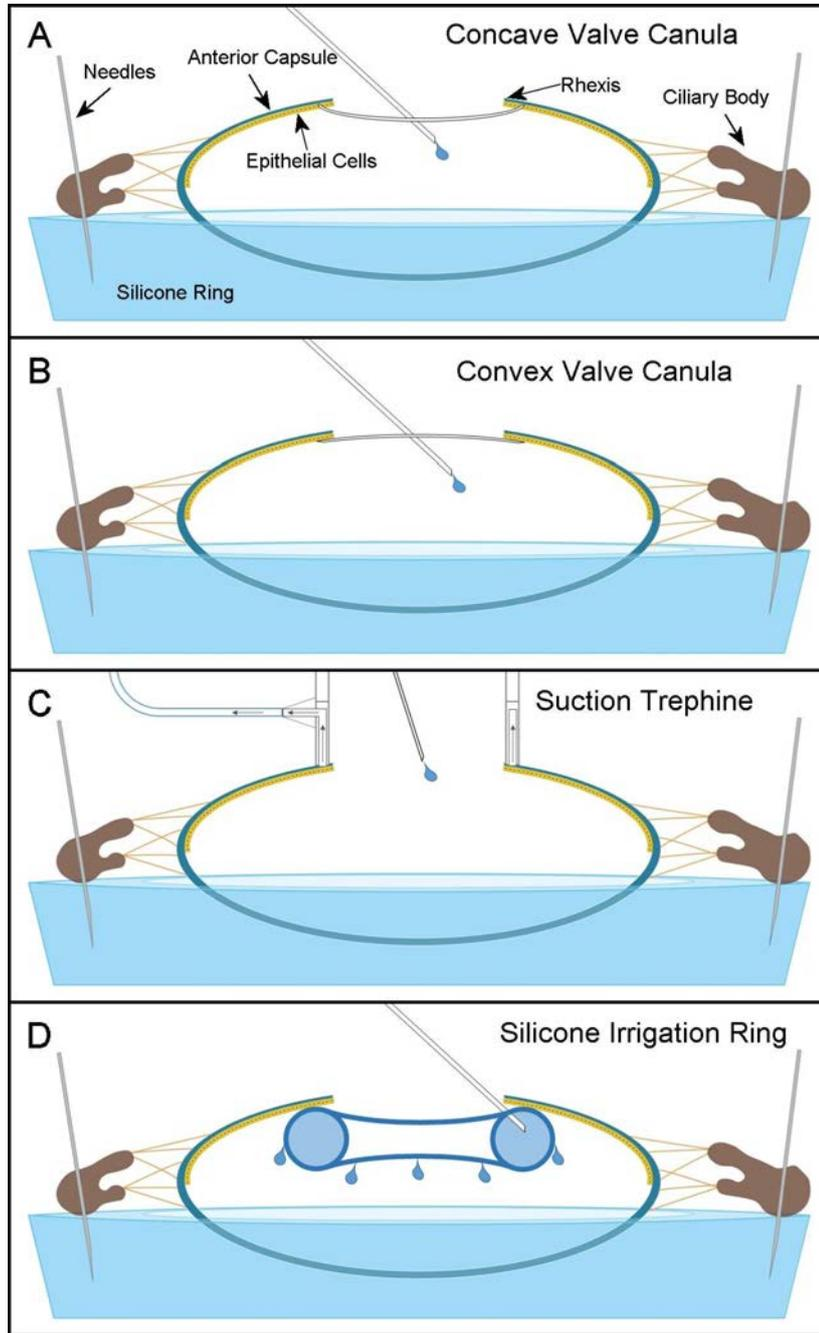 A
Concave Valve Canula
Needles
Anterior Capsule
Rhexis
Ciliary Body
Epithelial Cells
Silicone Ring
B
Convex Valve Canula
C
Suction Trephine
D
Silicone Irrigation Ring